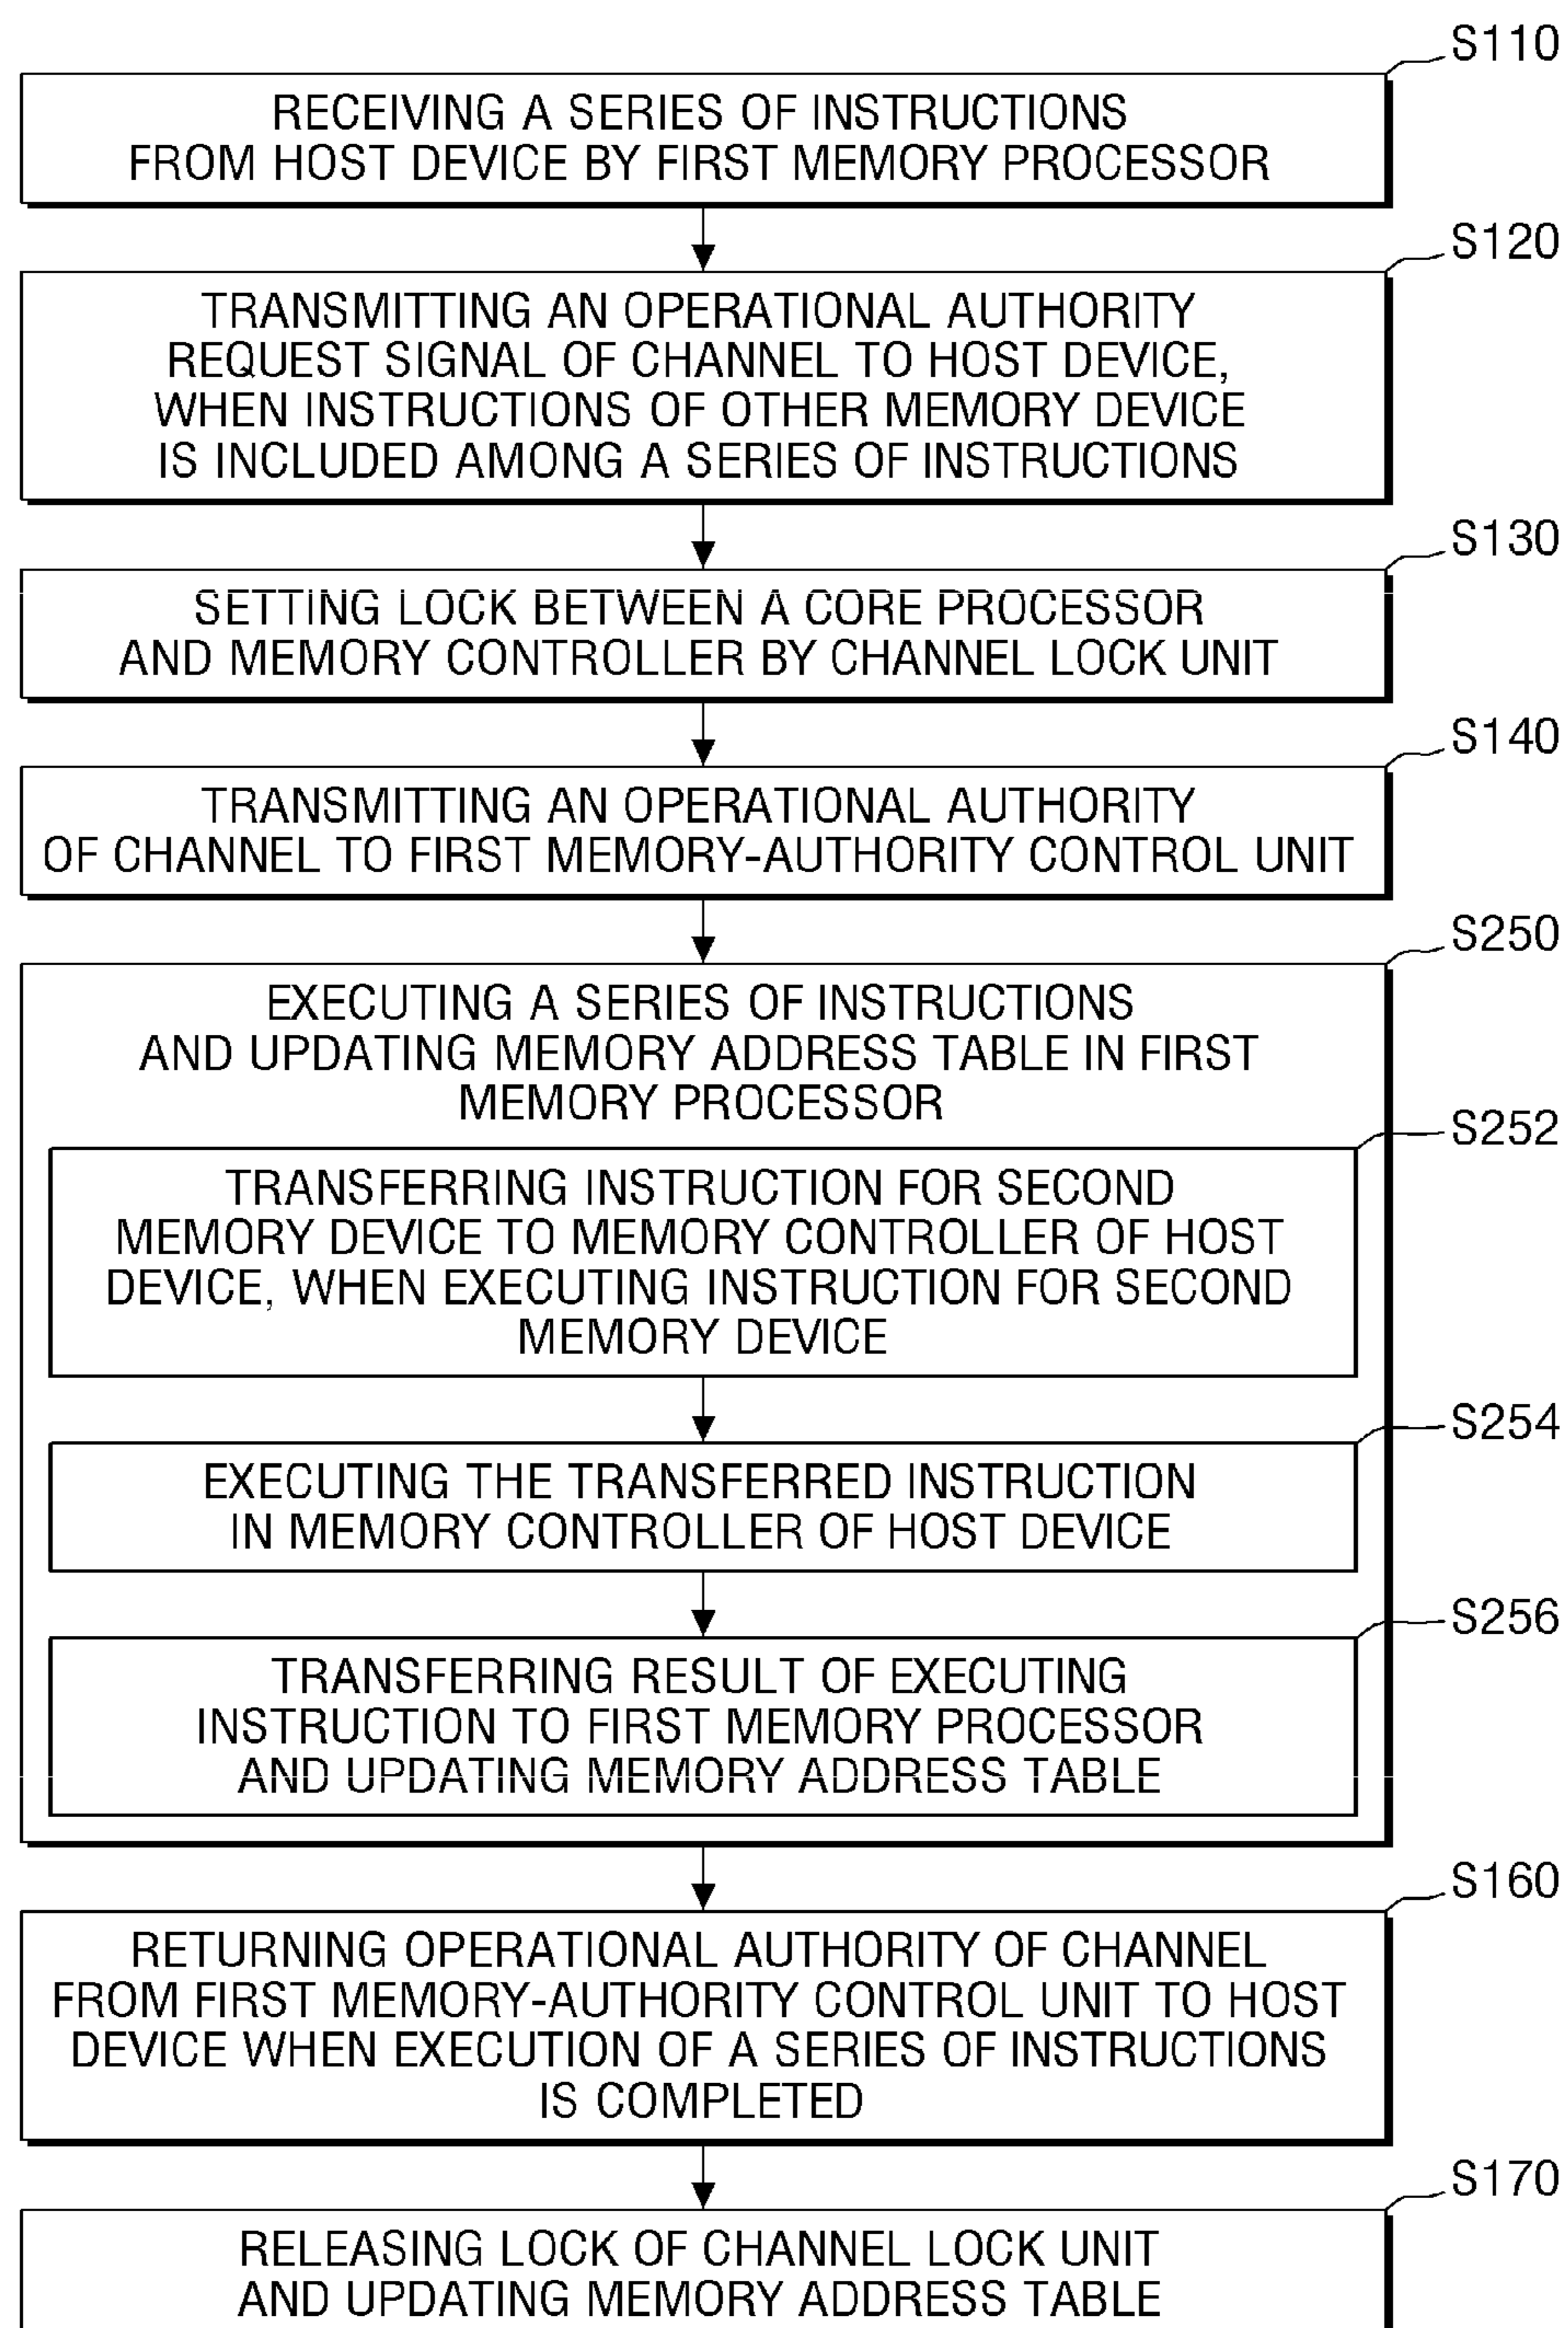 S110
RECEIVING A SERIES OF INSTRUCTIONS
FROM HOST DEVICE BY FIRST MEMORY PROCESSOR
S120
TRANSMITTING AN OPERATIONAL AUTHORITY
REQUEST SIGNAL OF CHANNEL TO HOST DEVICE,
WHEN INSTRUCTIONS OF OTHER MEMORY DEVICE
IS INCLUDED AMONG A SERIES OF INSTRUCTIONS
S130
SETTING LOCK BETWEEN A CORE PROCESSOR
AND MEMORY CONTROLLER BY CHANNEL LOCK UNIT
S140
TRANSMITTING AN OPERATIONAL AUTHORITY
OF CHANNEL TO FIRST MEMORY-AUTHORITY CONTROL UNIT
S250
EXECUTING A SERIES OF INSTRUCTIONS
AND UPDATING MEMORY ADDRESS TABLE IN FIRST
MEMORY PROCESSOR
S252
TRANSFERRING INSTRUCTION FOR SECOND
MEMORY DEVICE TO MEMORY CONTROLLER OF HOST
DEVICE, WHEN EXECUTING INSTRUCTION FOR SECOND
MEMORY DEVICE
S254
EXECUTING THE TRANSFERRED INSTRUCTION
IN MEMORY CONTROLLER OF HOST DEVICE
S256
TRANSFERRING RESULT OF EXECUTING
INSTRUCTION TO FIRST MEMORY PROCESSOR
AND UPDATING MEMORY ADDRESS TABLE
S160
RETURNING OPERATIONAL AUTHORITY OF CHANNEL
FROM FIRST MEMORY-AUTHORITY CONTROL UNIT TO HOST
DEVICE WHEN EXECUTION OF A SERIES OF INSTRUCTIONS
IS COMPLETED
S170
RELEASING LOCK OF CHANNEL LOCK UNIT
AND UPDATING MEMORY ADDRESS TABLE